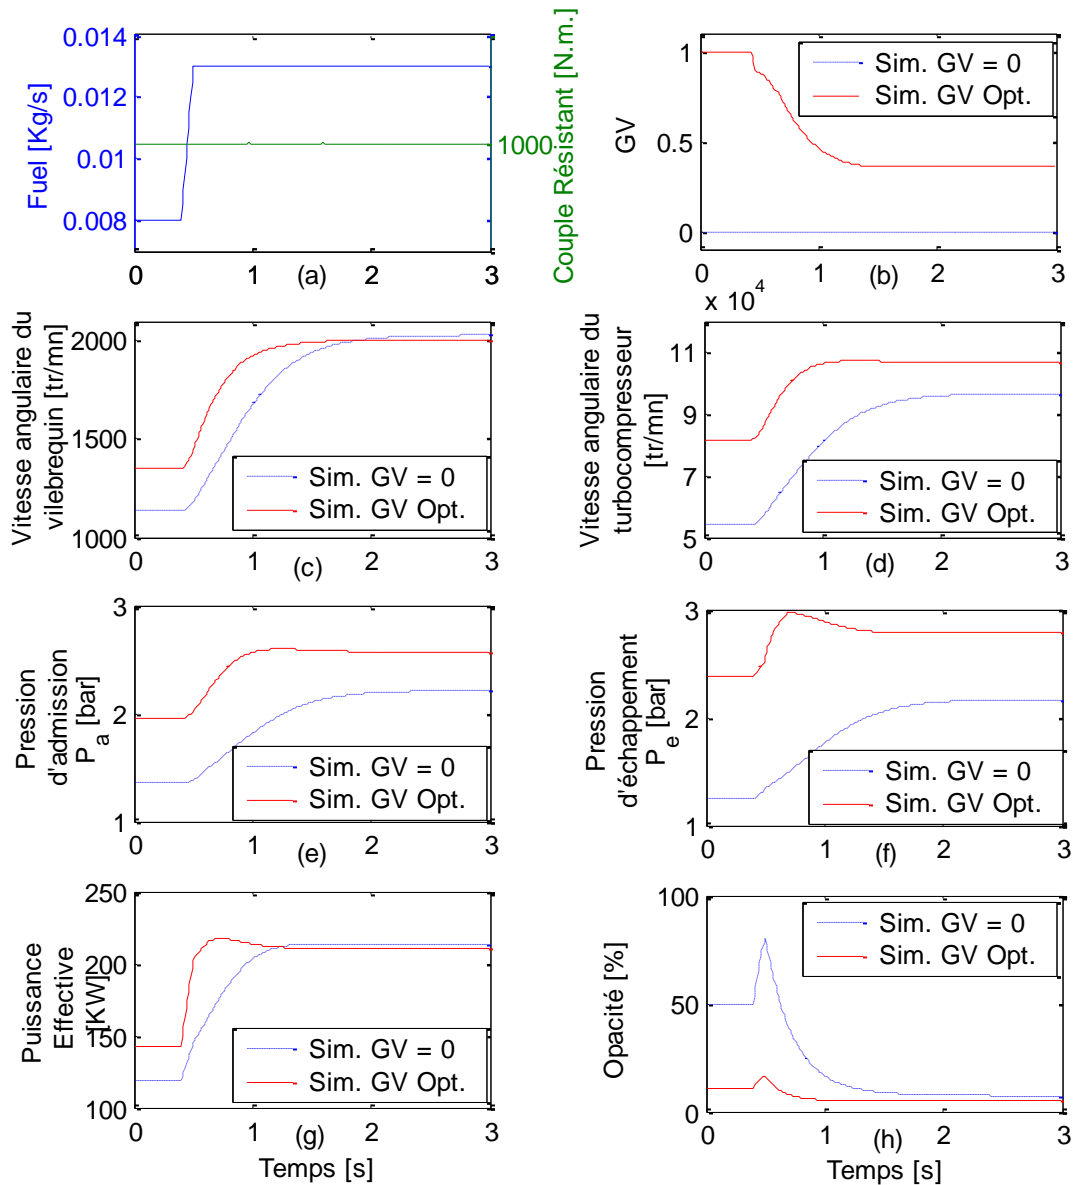 0.014
0.012
0.01
0.008
Fuel [Kg/s]
1000
Couple Résistant [N.m.]
0 1 2 3
(a)
1
0.5
0
GV
Sim. GV = 0
Sim. GV Opt.
0 1 2 3
(b)
2000
1500
1000
Vitesse angulaire du
vilebrequin [tr/mn]
Sim. GV = 0
Sim. GV Opt.
0 1 2 3
(c)
x 10^4
11
9
7
5
Vitesse angulaire du
turbocompresseur
[tr/mn]
Sim. GV = 0
Sim. GV Opt.
0 1 2 3
(d)
3
2
1
Pression
d'admission
P_a [bar]
Sim. GV = 0
Sim. GV Opt.
0 1 2 3
(e)
3
2
1
Pression
d'échappement
P_e [bar]
Sim. GV = 0
Sim. GV Opt.
0 1 2 3
(f)
250
200
150
100
Puissance
Effective
[KW]
Sim. GV = 0
Sim. GV Opt.
0 1 2 3
(g)
Temps [s]
100
50
0
Opacité [%]
Sim. GV = 0
Sim. GV Opt.
0 1 2 3
(h)
Temps [s]